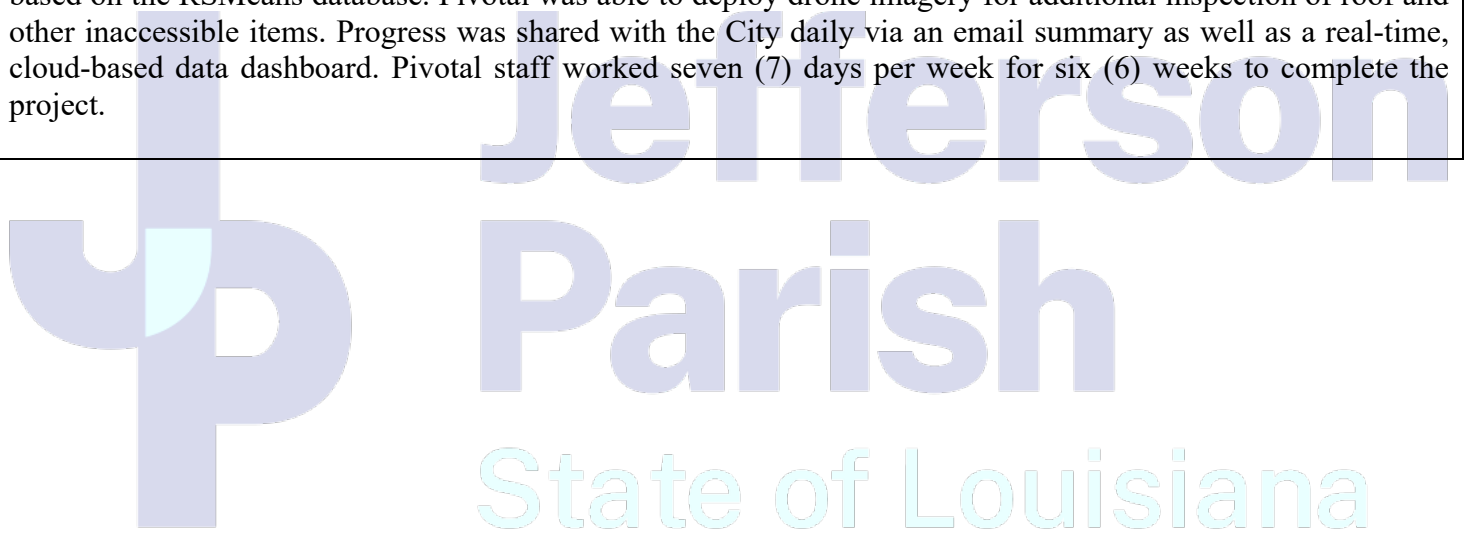 based on the RSMeans database. Pivotal was able to deploy drone imagery for additional inspection of roof and
other inaccessible items. Progress was shared with the City daily via an email summary as well as a real-time,
cloud-based data dashboard. Pivotal staff worked seven (7) days per week for six (6) weeks to complete the
project.
Jefferson
Parish
State of Louisiana